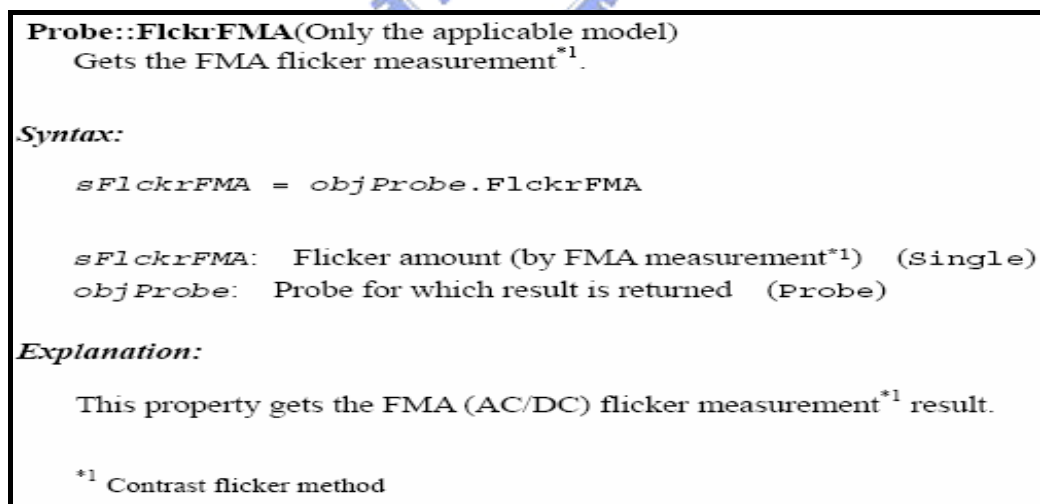 Probe::FlckrFMA(Only the applicable model)
Gets the FMA flicker measurement*1.
Syntax:
sFlckrFMA = objProbe.FlckrFMA
sFlckrFMA: Flicker amount (by FMA measurement*1) (Single)
objProbe: Probe for which result is returned (Probe)
Explanation:
This property gets the FMA (AC/DC) flicker measurement*1 result.
*1 Contrast flicker method